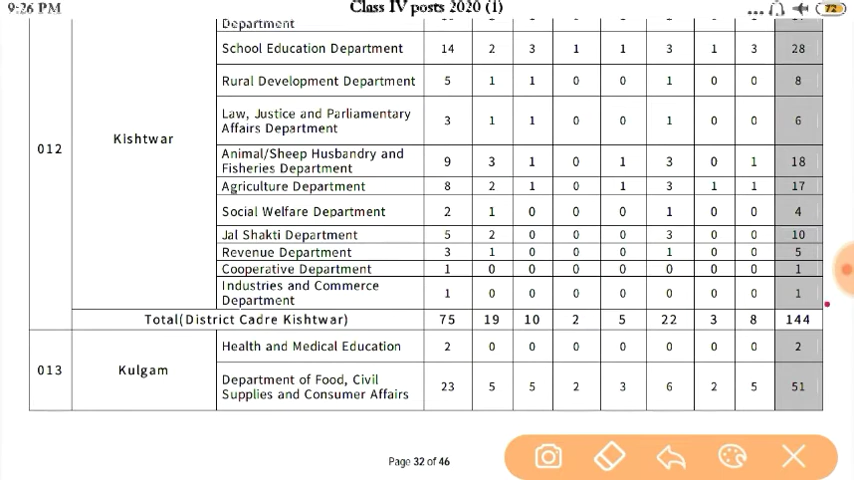 9:26 PM Class IV posts 2020 (1) ... 72
Department
School Education Department 14 2 3 1 1 3 1 3 28
Rural Development Department 5 1 1 0 0 1 0 0 8
Law, Justice and Parliamentary
Affairs Department 3 1 1 0 0 1 0 0 6
012 Kishtwar
Animal/Sheep Husbandry and
Fisheries Department 9 3 1 0 1 3 0 1 18
Agriculture Department 8 2 1 0 1 3 1 1 17
Social Welfare Department 2 1 0 0 0 1 0 0 4
Jal Shakti Department 5 2 0 0 0 3 0 0 10
Revenue Department 3 1 0 0 0 1 0 0 5
Cooperative Department 1 0 0 0 0 0 0 0 1
Industries and Commerce
Department 1 0 0 0 0 0 0 0 1
Total(District Cadre Kishtwar) 75 19 10 2 5 22 3 8 144
013 Kulgam
Health and Medical Education 2 0 0 0 0 0 0 0 2
Department of Food, Civil
Supplies and Consumer Affairs 23 5 5 2 3 6 2 5 51
Page 32 of 46